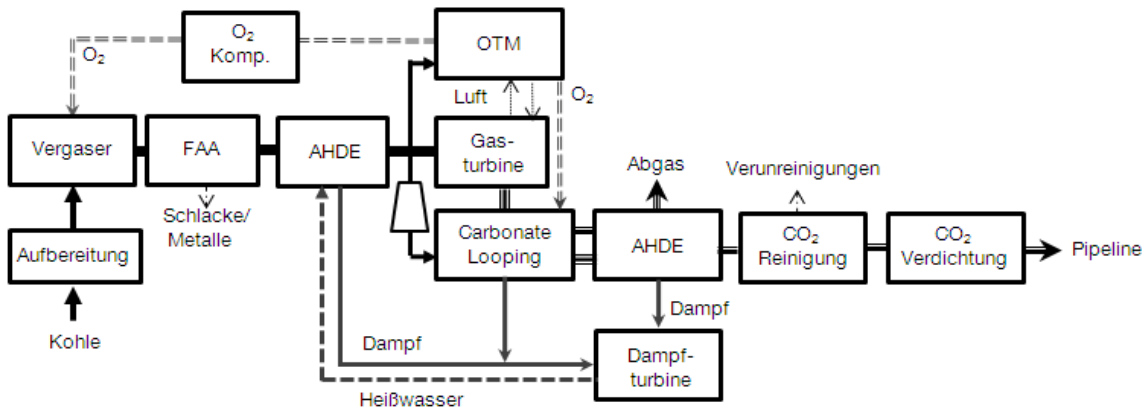 O₂
Komp.
OTM
O₂
Luft
O₂
Vergaser
FAA
AHDE
Gas-
turbine
Abgas
Verunreinigungen
Schlacke/
Metalle
Aufbereitung
Carbonate
Looping
AHDE
CO₂
Reinigung
CO₂
Verdichtung
Pipeline
Kohle
Dampf
Dampf
Dampf-
turbine
Heißwasser